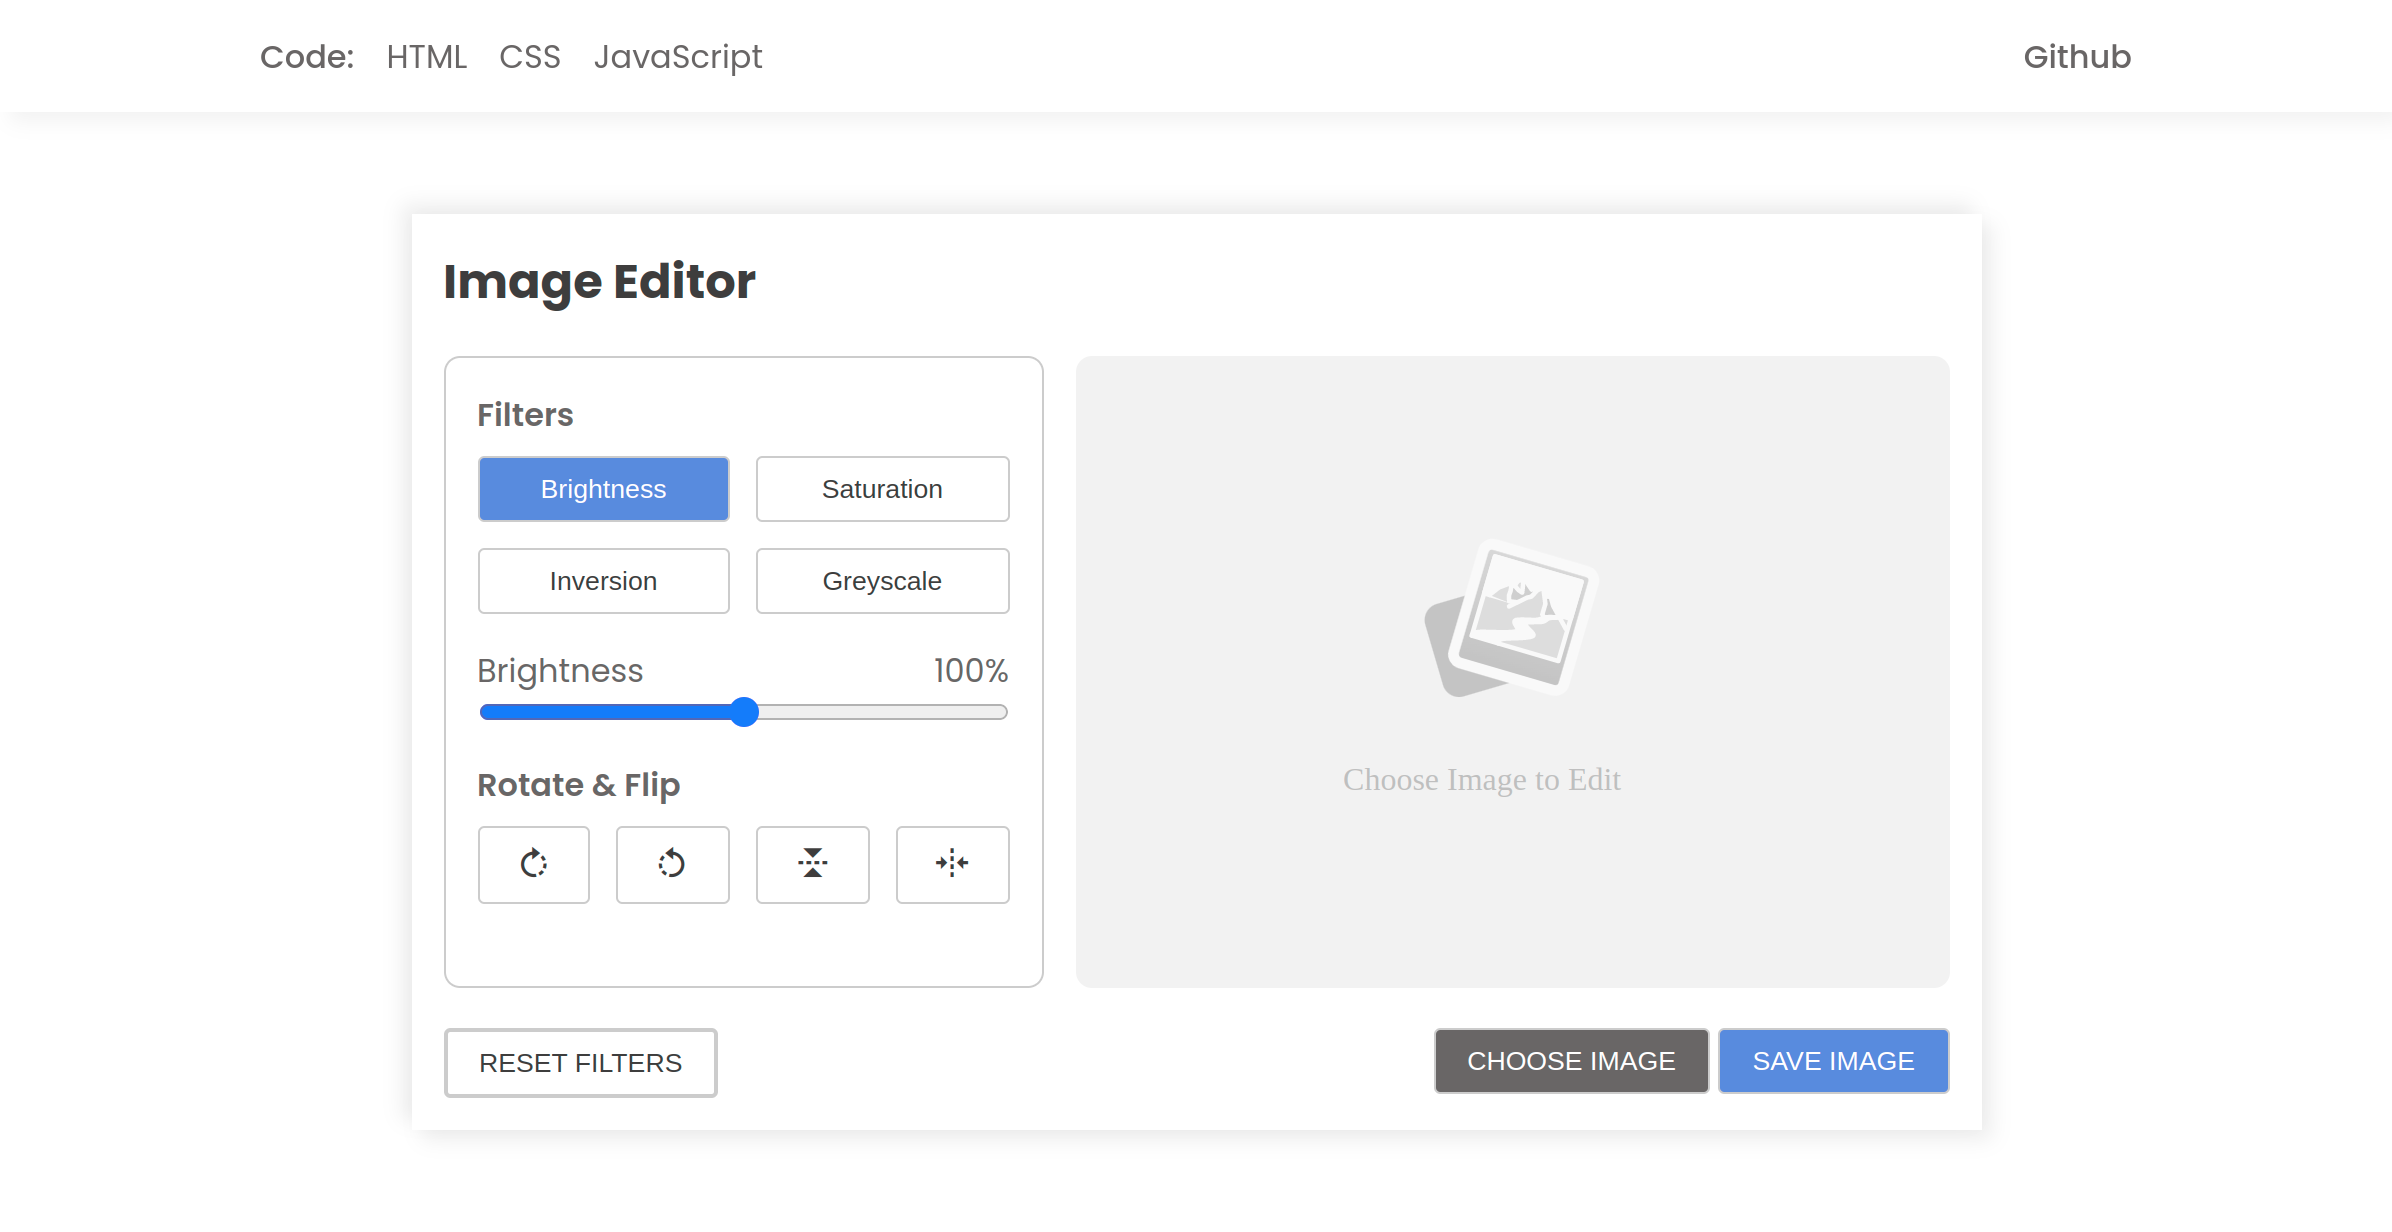 Code: HTML CSS JavaScript Github
Image Editor
Filters
Brightness Saturation
Inversion Greyscale
Brightness 100%
Rotate & Flip
Choose Image to Edit
RESET FILTERS CHOOSE IMAGE SAVE IMAGE